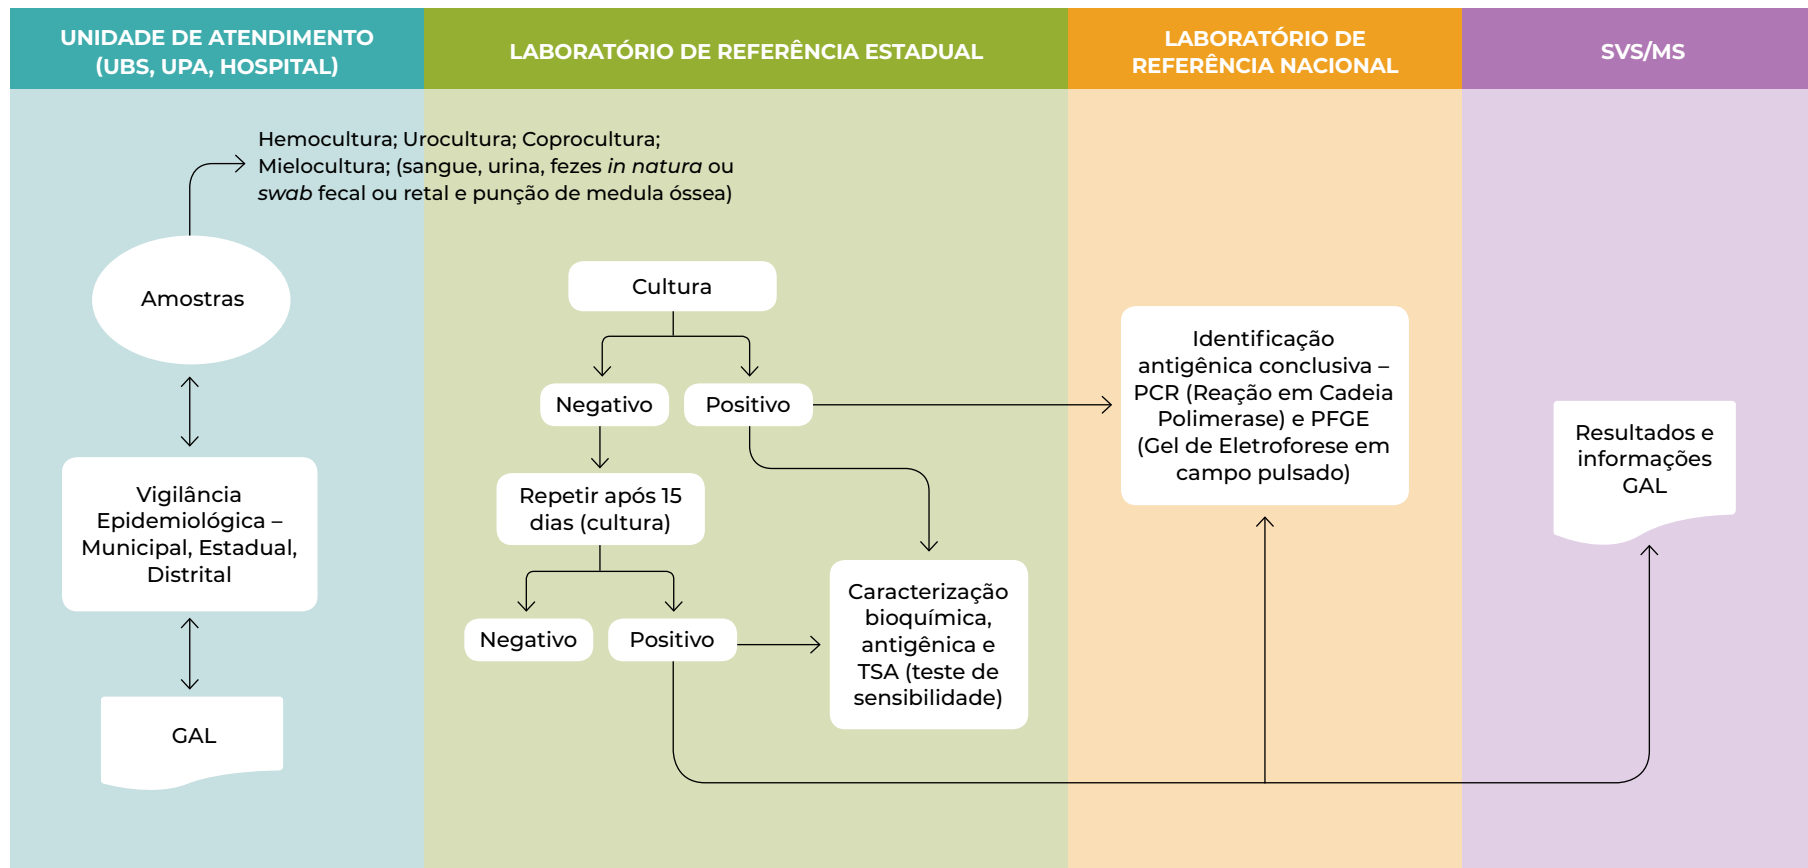 UNIDADE DE ATENDIMENTO
(UBS, UPA, HOSPITAL)
LABORATÓRIO DE REFERÊNCIA ESTADUAL
LABORATÓRIO DE
REFERÊNCIA NACIONAL
SVS/MS
Hemocultura; Urocultura; Coprocultura;
Mielocultura; (sangue, urina, fezes in natura ou
swab fecal ou retal e punção de medula óssea)
Amostras
Vigilância
Epidemiológica –
Municipal, Estadual,
Distrital
GAL
Cultura
Negativo
Positivo
Repetir após 15
dias (cultura)
Negativo
Positivo
Caracterização
bioquímica,
antigênica e
TSA (teste de
sensibilidade)
Identificação
antigênica conclusiva –
PCR (Reação em Cadeia
Polimerase) e PFGE
(Gel de Eletroforese em
campo pulsado)
Resultados e
informações
GAL